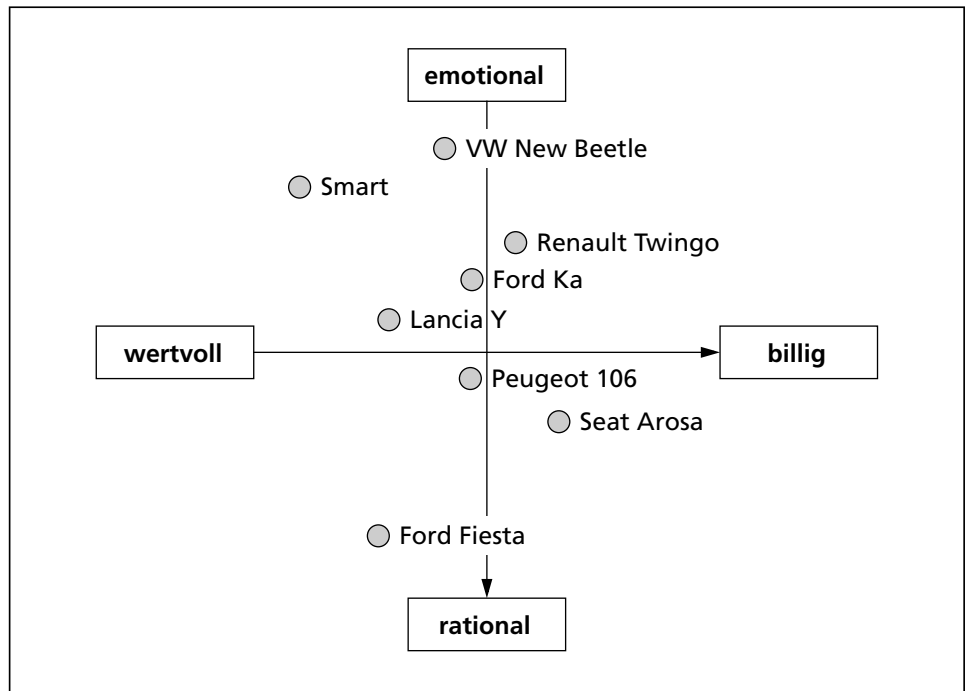 emotional
VW New Beetle
Smart
Renault Twingo
Ford Ka
Lancia Y
wertvoll
billig
Peugeot 106
Seat Arosa
Ford Fiesta
rational